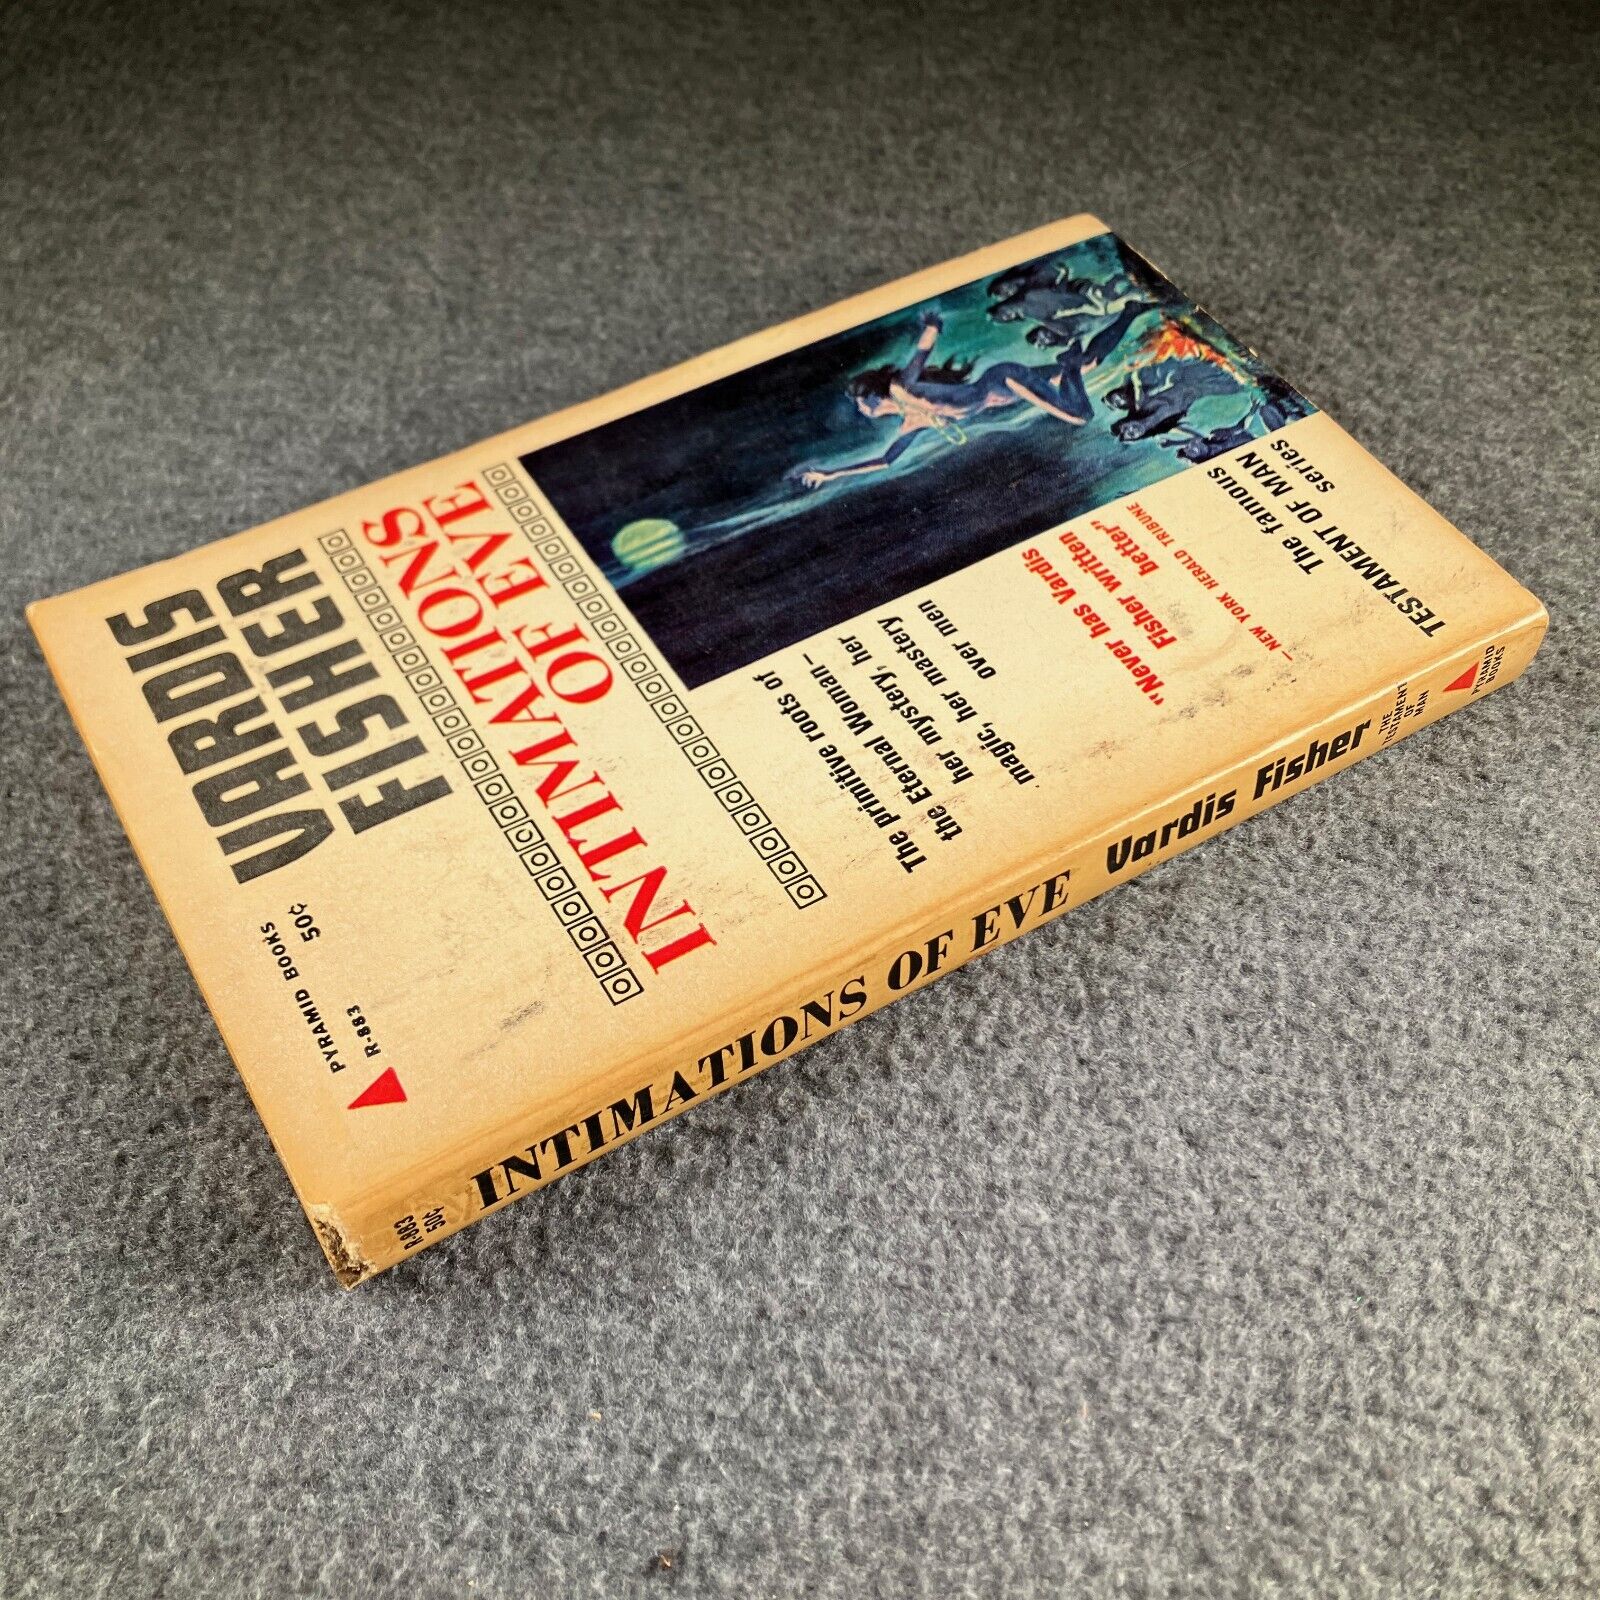 PYRAMID BOOKS 50¢
R-883
VARDIS
FISHER
INTIMATIONS
OF EVE
The primitive roots of
the Eternal Woman—
her mystery, her
magic, her mastery
over men
"Never has Vardis
Fisher written
better"
— NEW YORK HERALD TRIBUNE
The famous
TESTAMENT OF MAN
series
R-883
50¢
INTIMATIONS OF EVE Vardis Fisher
THE
TESTAMENT
OF
MAN
PYRAMID
BOOKS